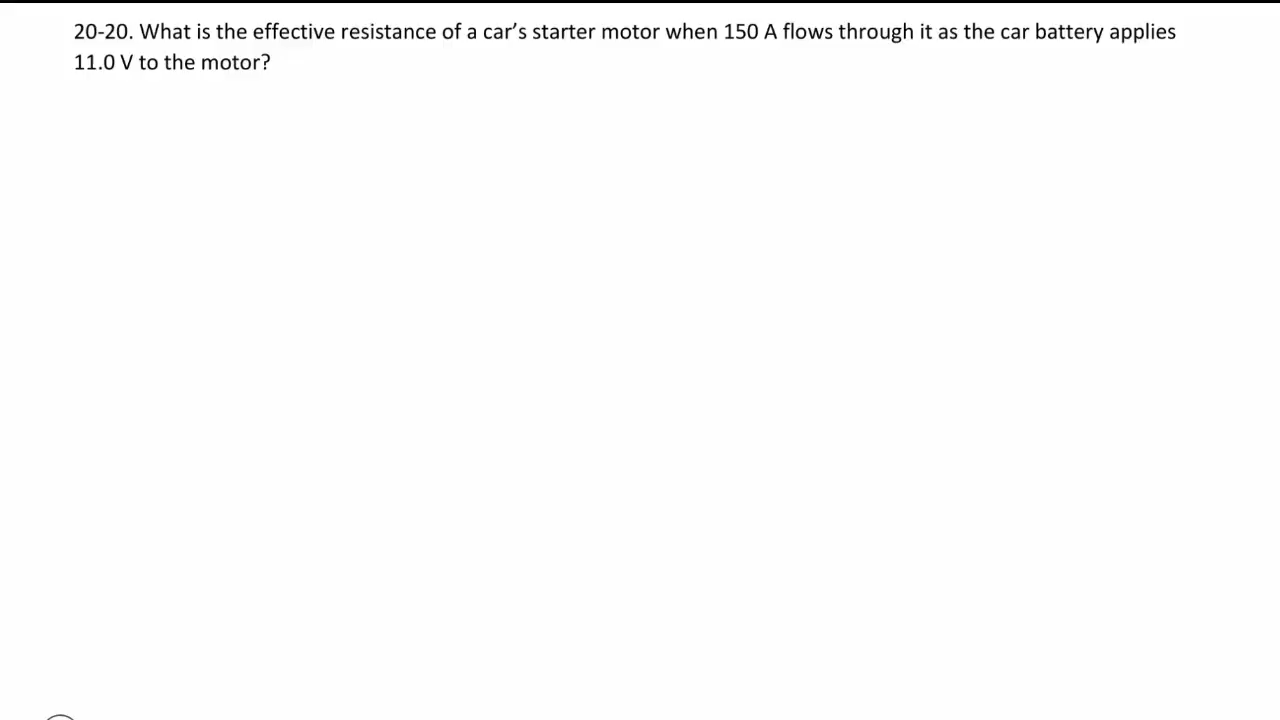 20-20. What is the effective resistance of a car’s starter motor when 150 A flows through it as the car battery applies
11.0 V to the motor?